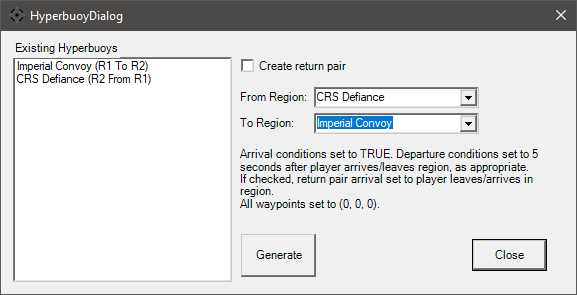 HyperbuoyDialog
Existing Hyperbuoys
Imperial Convoy (R1 To R2)
CRS Defiance (R2 From R1)
Create return pair
From Region: CRS Defiance
To Region: Imperial Convoy
Arrival conditions set to TRUE. Departure conditions set to 5
seconds after player arrives/leaves region, as appropriate.
If checked, return pair arrival set to player leaves/arrives in
region.
All waypoints set to (0, 0, 0).
Generate
Close